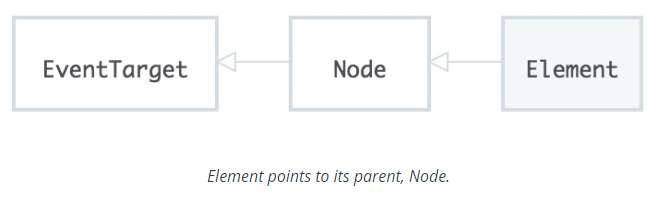 EventTarget Node Element
Element points to its parent, Node.